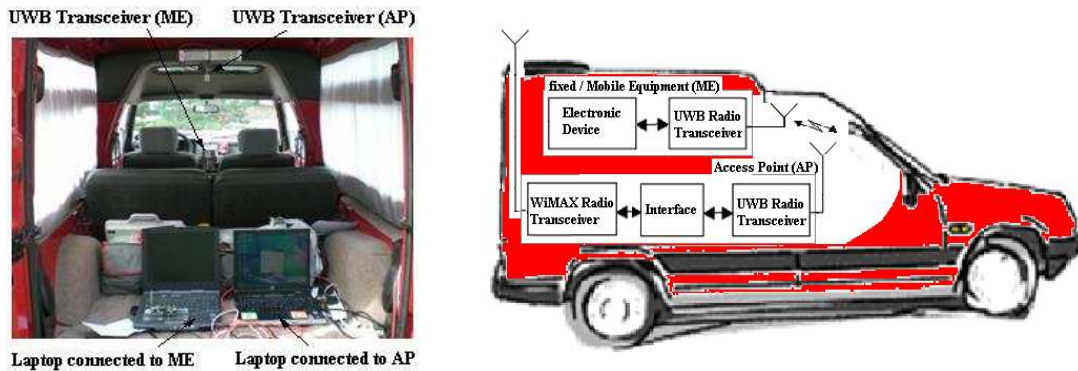 UWB Transceiver (ME)
UWB Transceiver (AP)
Laptop connected to ME
Laptop connected to AP
fixed / Mobile Equipment (ME)
Electronic
Device
UWB Radio
Transceiver
Access Point (AP)
WiMAX Radio
Transceiver
Interface
UWB Radio
Transceiver